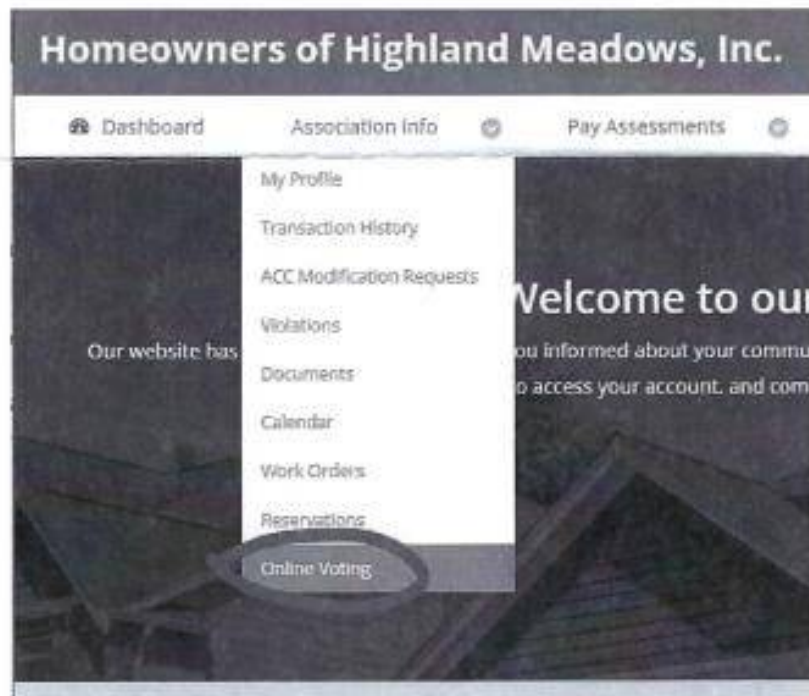 Homeowners of Highland Meadows, Inc.
Dashboard Association Info Pay Assessments
My Profile
Transaction History
ACC Modification Requests
Welcome to our
Violations
Our website has ou informed about your commu
Documents
o access your account, and com
Calendar
Work Orders
Reservations
Online Voting